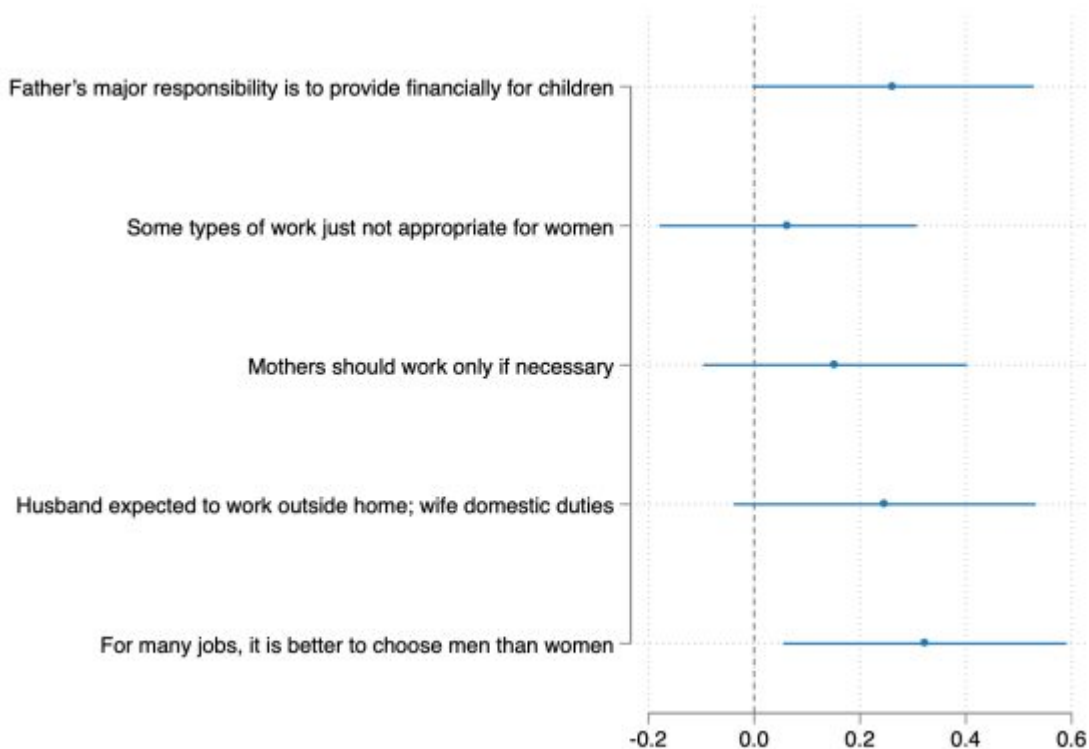 Father's major responsibility is to provide financially for children
Some types of work just not appropriate for women
Mothers should work only if necessary
Husband expected to work outside home; wife domestic duties
For many jobs, it is better to choose men than women
-0.2 0.0 0.2 0.4 0.6